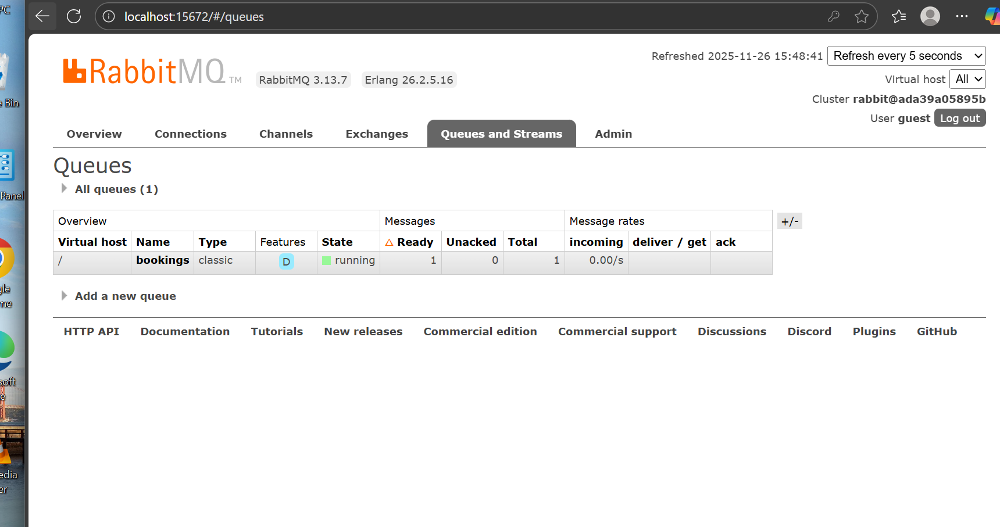 PC
localhost:15672/#/queues
Refreshed 2025-11-26 15:48:41 Refresh every 5 seconds
RabbitMQ TM RabbitMQ 3.13.7 Erlang 26.2.5.16
Virtual host All
Cluster rabbit@ada39a05895b
e Bin
User guest Log out
Overview Connections Channels Exchanges Queues and Streams Admin
Queues
All queues (1)
Panel
Overview Messages Message rates +/-
Virtual host Name Type Features State Ready Unacked Total incoming deliver / get ack
/ bookings classic D running 1 0 1 0.00/s
gle
me
Add a new queue
HTTP API Documentation Tutorials New releases Commercial edition Commercial support Discussions Discord Plugins GitHub
soft
e
edia
er